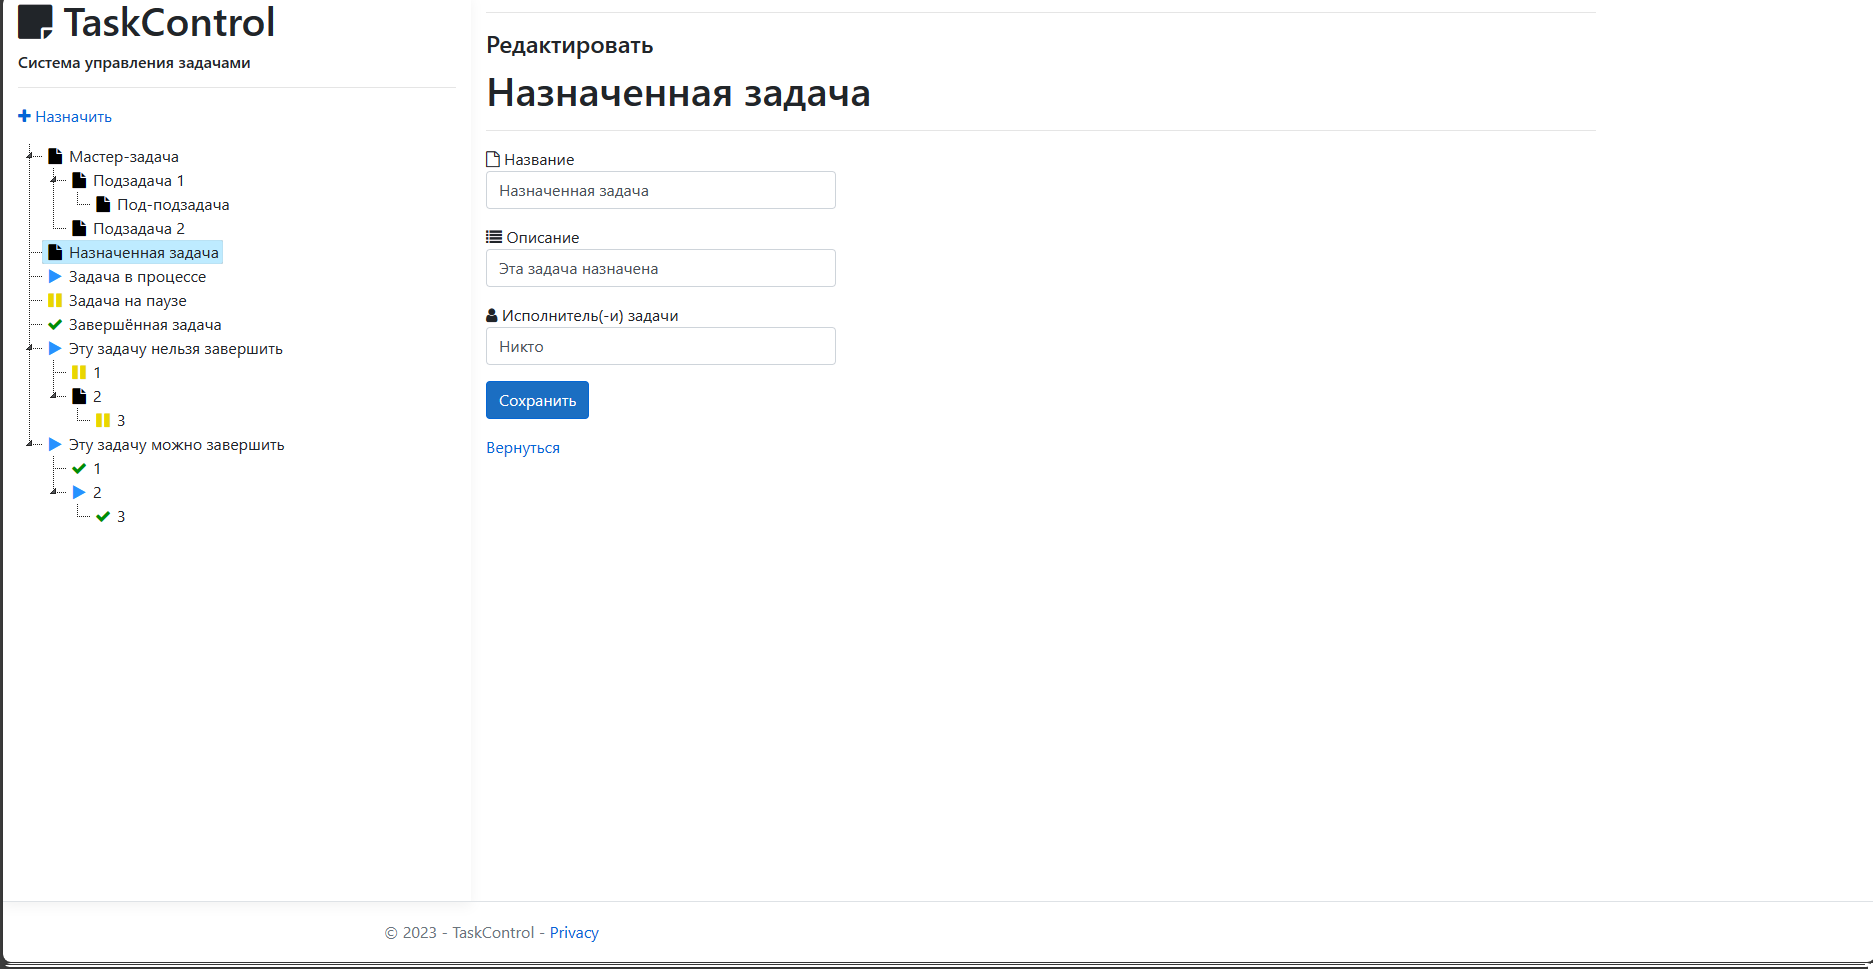 TaskControl
Система управления задачами
Назначить
Мастер-задача
Подзадача 1
Под-подзадача
Подзадача 2
Назначенная задача
Задача в процессе
Задача на паузе
Завершённая задача
Эту задачу нельзя завершить
1
2
3
Эту задачу можно завершить
1
2
3
Редактировать
Назначенная задача
Название
Назначенная задача
Описание
Эта задача назначена
Исполнитель(-и) задачи
Никто
Сохранить
Вернуться
© 2023 - TaskControl - Privacy